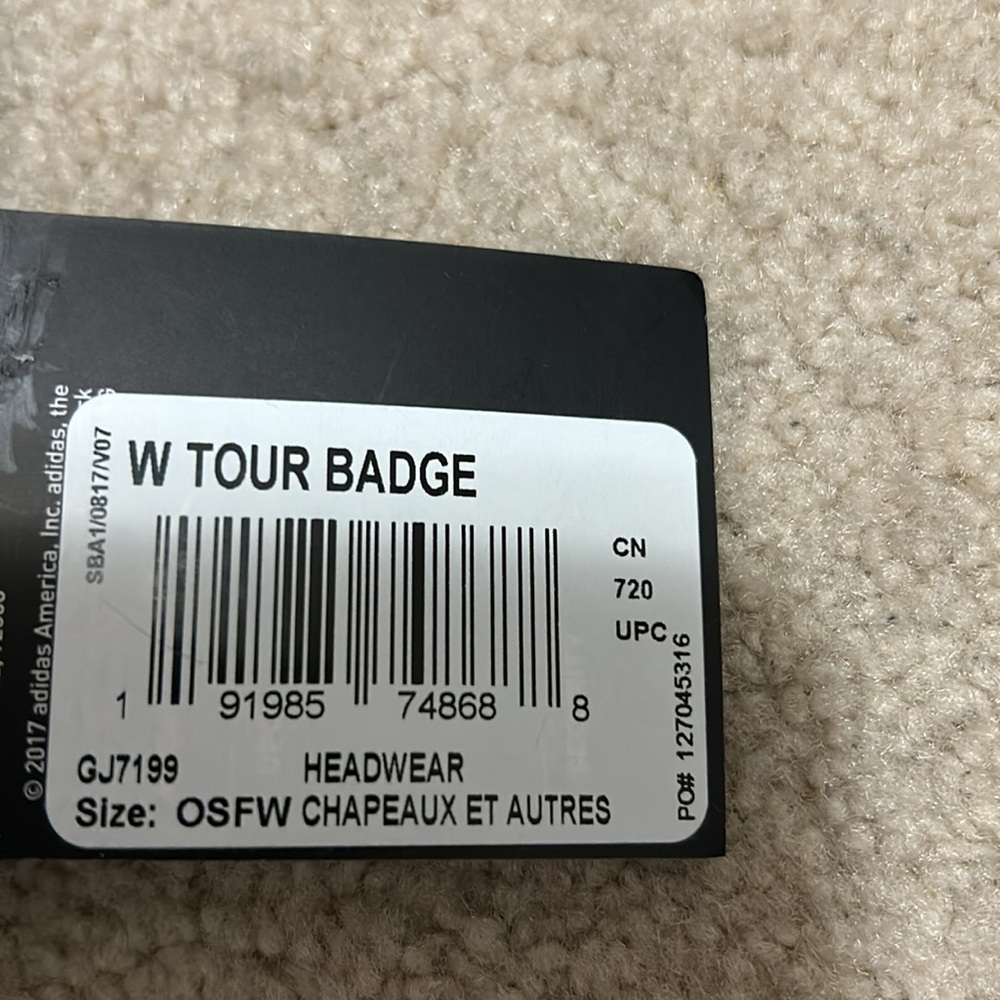 © 2017 adidas America, Inc. adidas, the
SBA1/0817/V07
W TOUR BADGE
CN
720
UPC
1 91985 74868 8
PO# 127045316
GJ7199 HEADWEAR
Size: OSFW CHAPEAUX ET AUTRES